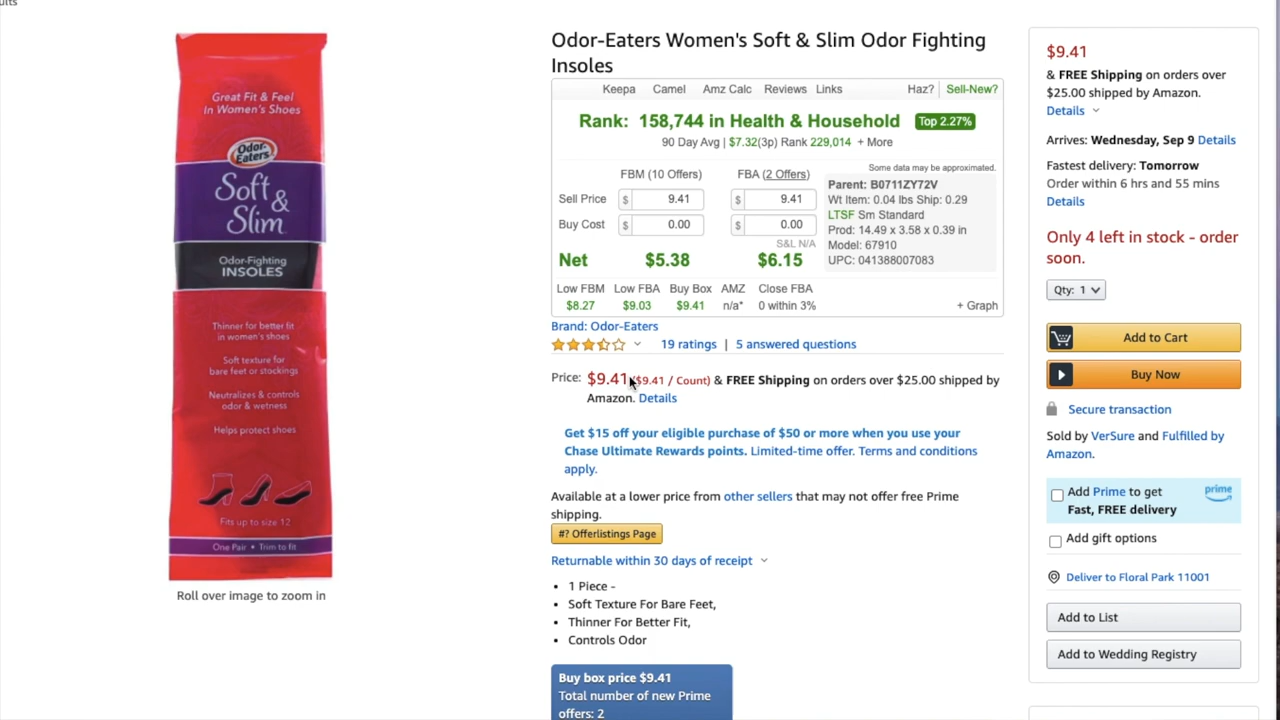 ults
Great Fit & Feel
In Women's Shoes
Odor-
Eaters
Soft
&
Slim
Odor-Fighting
INSOLES
Thinner for better fit
in women's shoes
Soft texture for
bare feet or stockings
Neutralizes & controls
odor & wetness
Helps protect shoes
Fits up to size 12
One Pair • Trim to fit
Roll over image to zoom in
Odor-Eaters Women's Soft & Slim Odor Fighting
Insoles
Keepa Camel Amz Calc Reviews Links Haz? Sell-New?
Rank: 158,744 in Health & Household Top 2.27%
90 Day Avg | $7.32(3p) Rank 229,014 + More
Some data may be approximated.
FBM (10 Offers) FBA (2 Offers)
Sell Price $ 9.41 $ 9.41
Buy Cost $ 0.00 $ 0.00
S&L N/A
Net $5.38 $6.15
Parent: B0711ZY72V
Wt Item: 0.04 lbs Ship: 0.29
LTSF Sm Standard
Prod: 14.49 x 3.58 x 0.39 in
Model: 67910
UPC: 041388007083
Low FBM Low FBA Buy Box AMZ Close FBA
$8.27 $9.03 $9.41 n/a* 0 within 3% + Graph
Brand: Odor-Eaters
19 ratings | 5 answered questions
Price: $9.41 ($9.41 / Count) & FREE Shipping on orders over $25.00 shipped by
Amazon. Details
Get $15 off your eligible purchase of $50 or more when you use your
Chase Ultimate Rewards points. Limited-time offer. Terms and conditions
apply.
Available at a lower price from other sellers that may not offer free Prime
shipping.
#? Offerlistings Page
Returnable within 30 days of receipt
• 1 Piece -
• Soft Texture For Bare Feet,
• Thinner For Better Fit,
• Controls Odor
Buy box price $9.41
Total number of new Prime
offers: 2
$9.41
& FREE Shipping on orders over
$25.00 shipped by Amazon.
Details
Arrives: Wednesday, Sep 9 Details
Fastest delivery: Tomorrow
Order within 6 hrs and 55 mins
Details
Only 4 left in stock - order
soon.
Qty: 1
Add to Cart
Buy Now
Secure transaction
Sold by VerSure and Fulfilled by
Amazon.
Add Prime to get
Fast, FREE delivery
prime
Add gift options
Deliver to Floral Park 11001
Add to List
Add to Wedding Registry